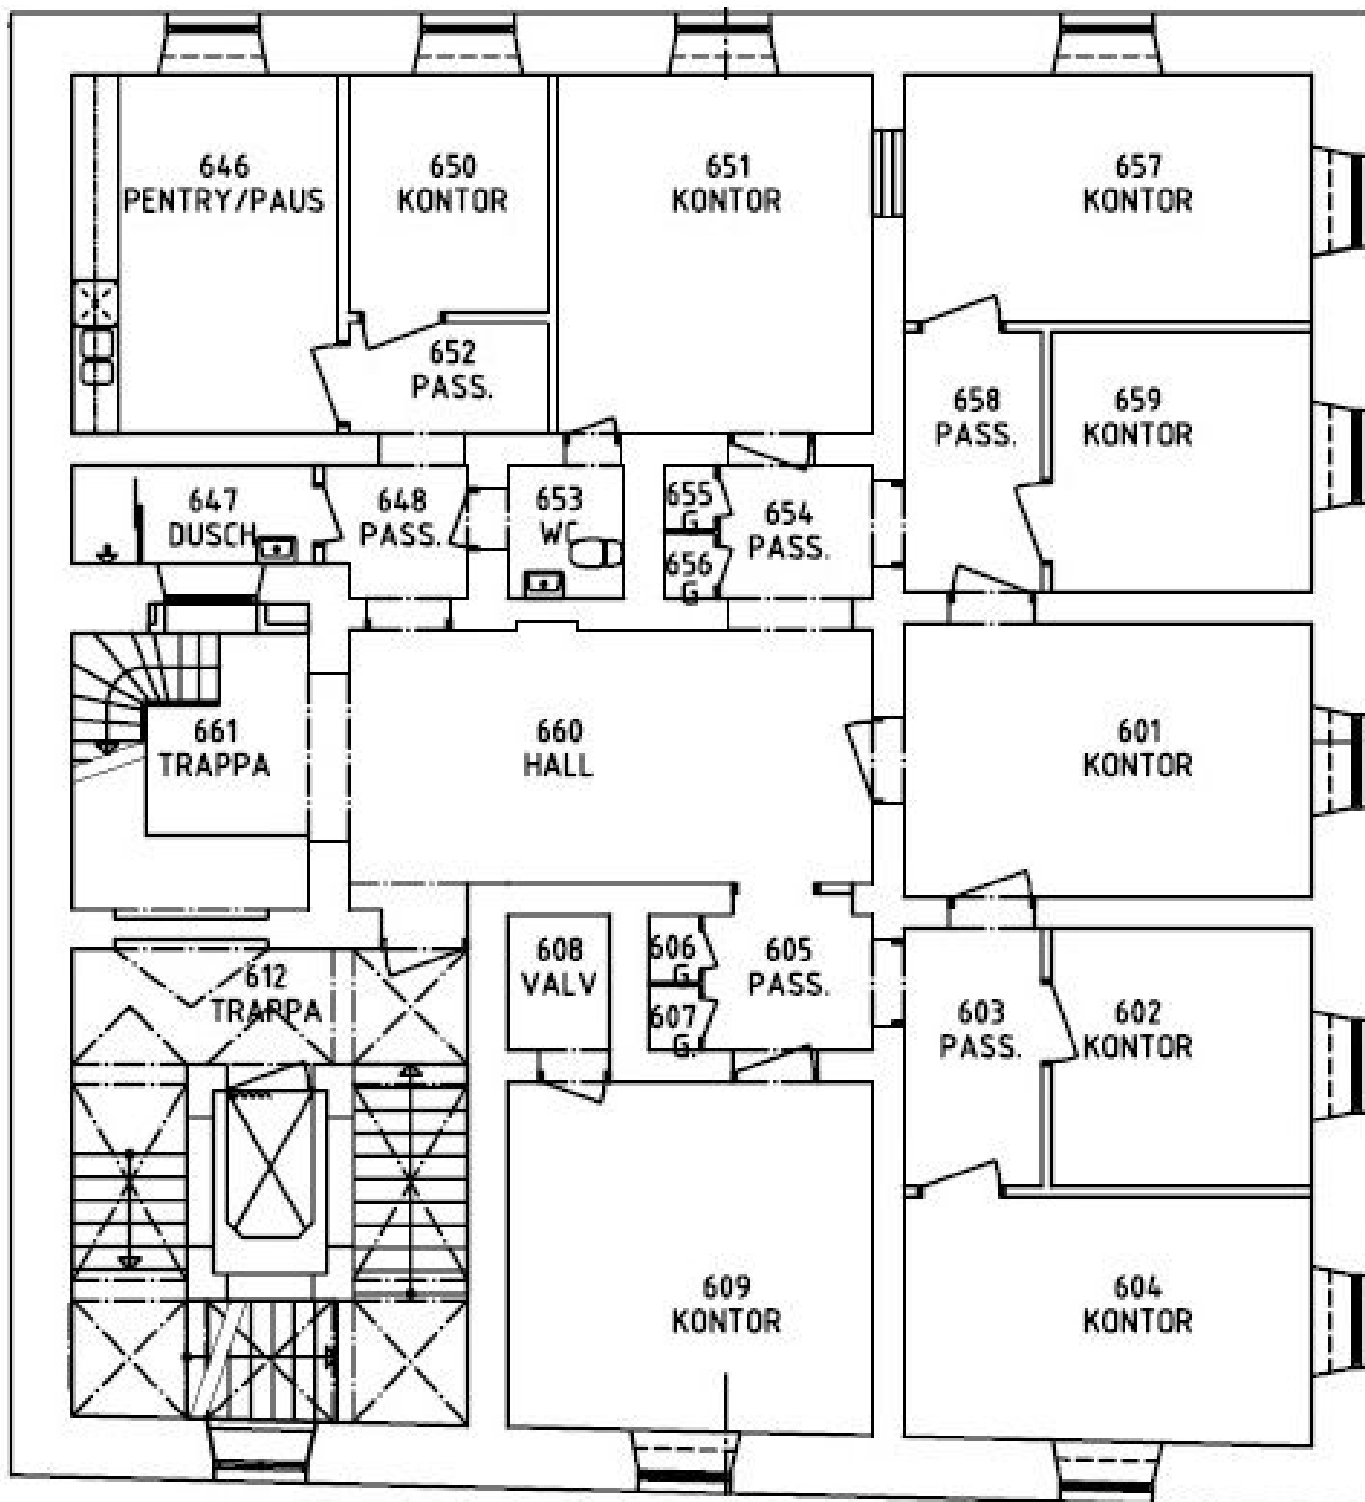 646
PENTRY/PAUS
650
KONTOR
651
KONTOR
657
KONTOR
652
PASS.
658
PASS.
659
KONTOR
647
DUSCH
648
PASS.
653
WC
655
G
656
G
654
PASS.
661
TRAPPA
660
HALL
601
KONTOR
612
TRAPPA
608
VALV
606
G
607
G.
605
PASS.
603
PASS.
602
KONTOR
609
KONTOR
604
KONTOR